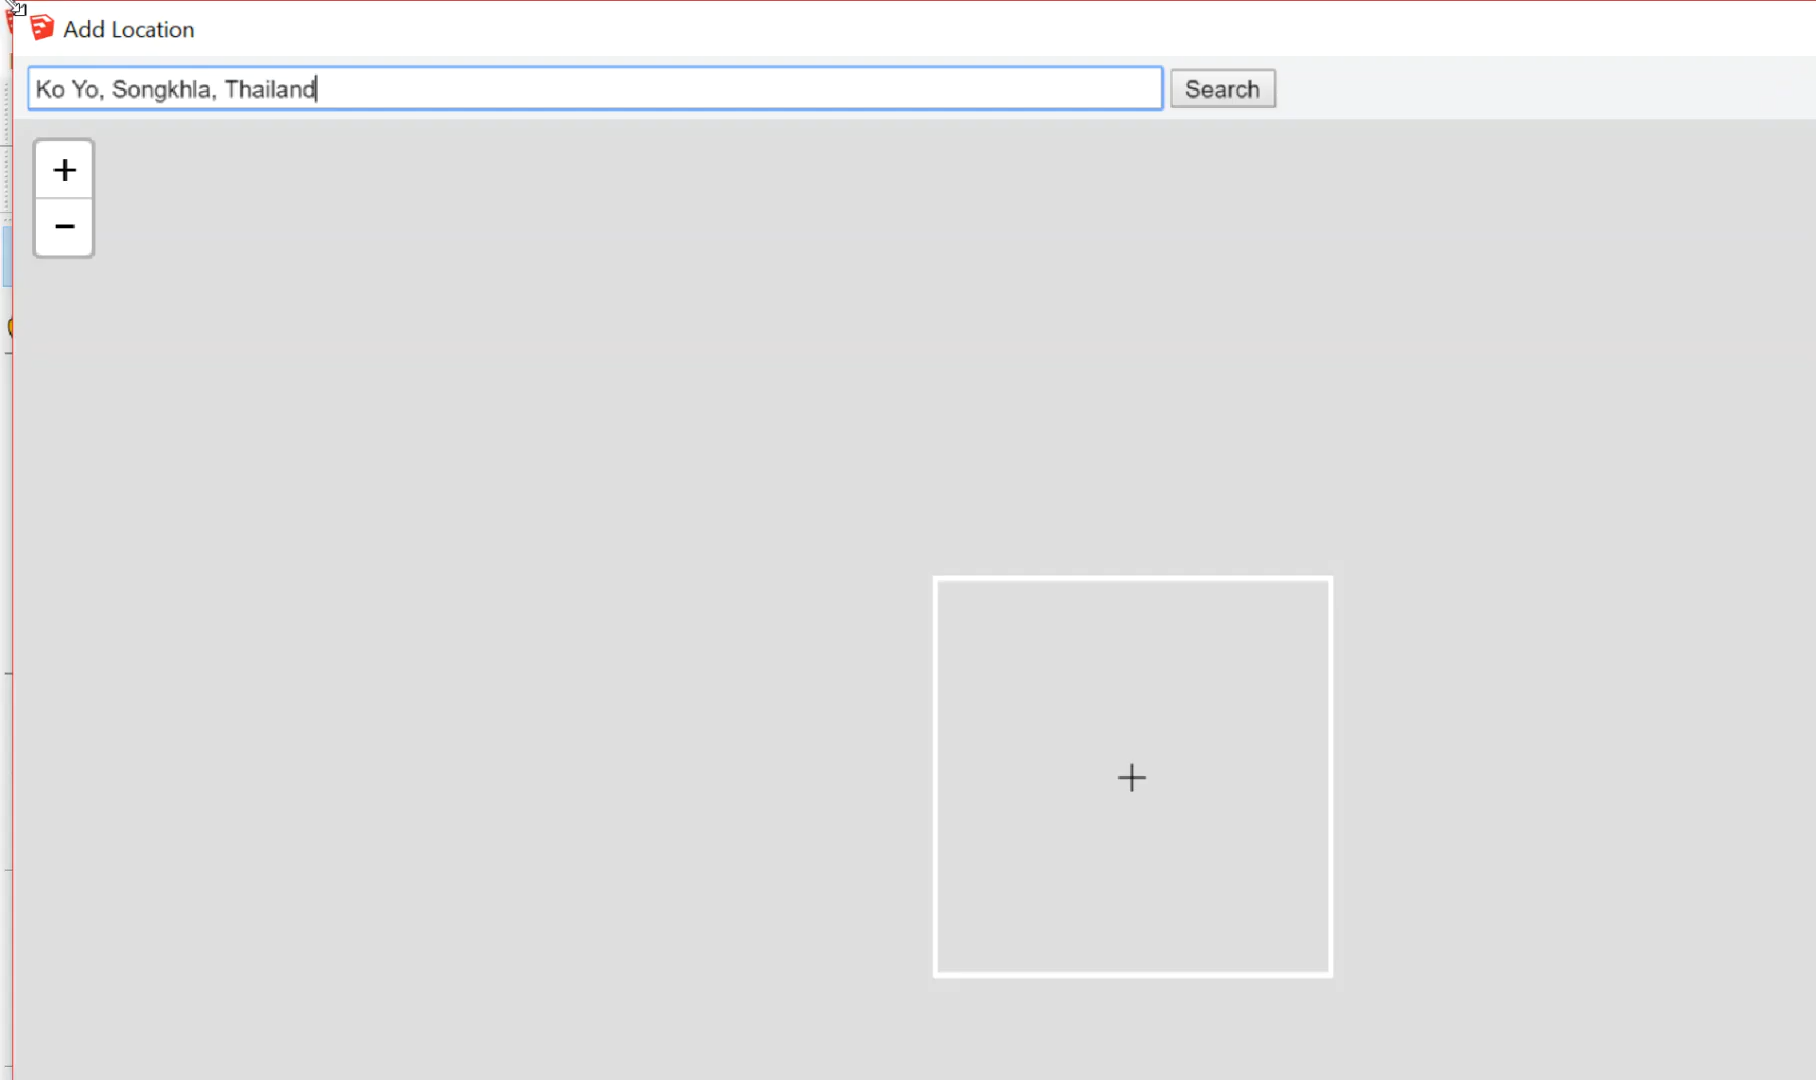 Add Location
Ko Yo, Songkhla, Thailand
Search
+
−